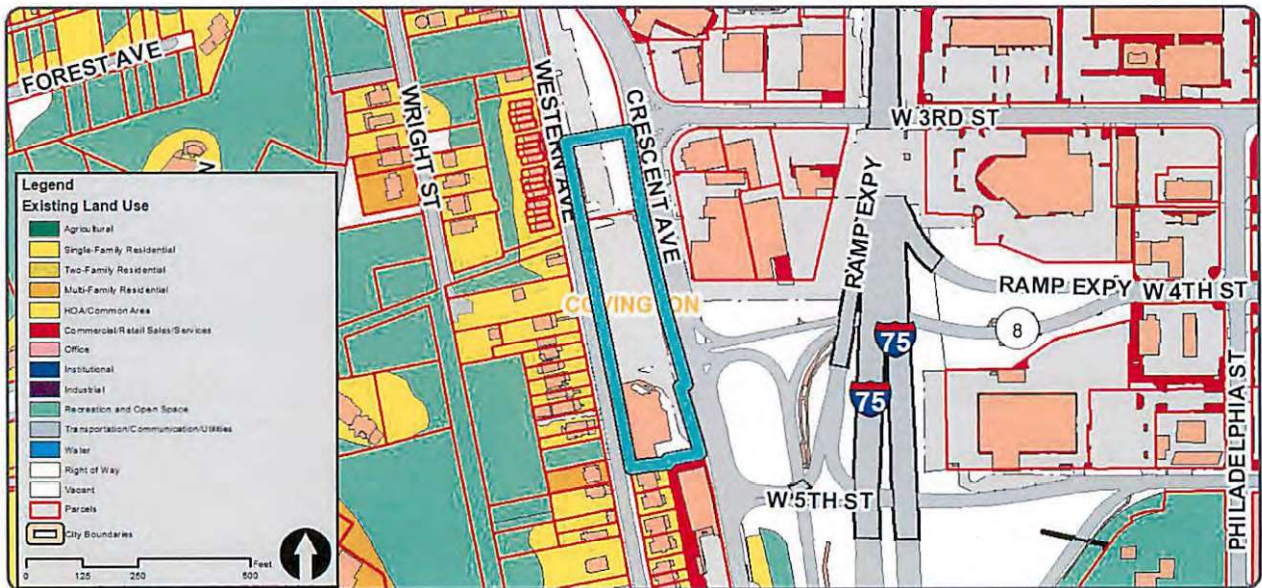 FOREST AVE
WRIGHT ST
WESTERN AVE
CRESCENT AVE
W 3RD ST
RAMP EXPY
RAMP EXPY
W 4TH ST
8
75
75
COVINGTON
W 5TH ST
PHILADELPHIA ST
Legend
Existing Land Use
Agricultural
Single-Family Residential
Two-Family Residential
Multi-Family Residential
HOA/Common Area
Commercial/Retail Sales/Services
Office
Institutional
Industrial
Recreation and Open Space
Transportation/Communication/Utilities
Water
Right of Way
Vacant
Parcels
City Boundaries
Feet
0 125 250 500